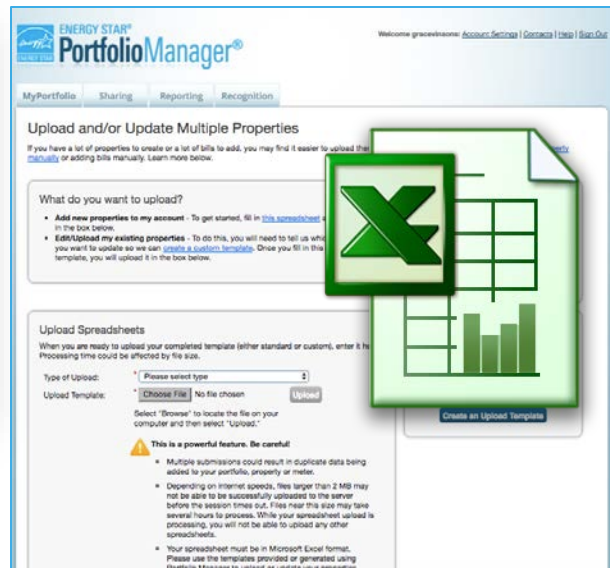 ENERGY STAR®
PortfolioManager®
ENERGY STAR
Welcome gracevinsons: Account Settings | Contacts | Help | Sign Out
MyPortfolio Sharing Reporting Recognition
Upload and/or Update Multiple Properties
If you have a lot of properties to create or a lot of bills to add, you may find it easier to upload
manually or adding bills manually. Learn more below.
What do you want to upload?
Add new properties to my account - To get started, fill in this spreadsheet
in the box below.
Edit/Upload my existing properties - To do this, you will need to tell us
you want to update so we can create a custom template. Once you fill in this
template, you will upload it in the box below.
Upload Spreadsheets
When you are ready to upload your completed template (either standard or custom), enter it
Processing time could be affected by file size.
Type of Upload: * Please select type
Upload Template: * Choose File No file chosen Upload
Select "Browse" to locate the file on your
computer and then select "Upload."
Create an Upload Template
This is a powerful feature. Be careful!
Multiple submissions could result in duplicate data being
added to your portfolio, property or meter.
Depending on internet speeds, files larger than 2 MB may
not be able to be successfully uploaded to the server
before the session times out. Files near this size may take
several hours to process. While your spreadsheet upload is
processing, you will not be able to upload any other
spreadsheets.
Your spreadsheet must be in Microsoft Excel format.
Please use the templates provided or generated using
Portfolio Manager to upload or update your properties